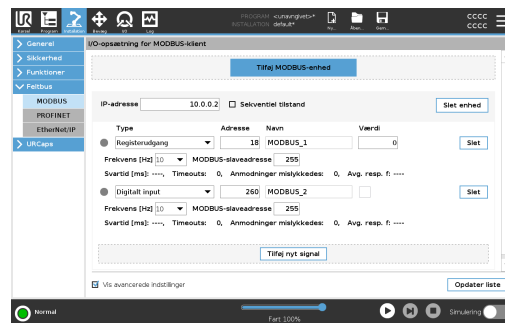 PROGRAM <unavngivet>*
INSTALLATION default*
CCCC
CCCC
Kørsel Program Installation Bevæg I/O Log Ny... Åbn... Gem...
Generel
I/O-opsætning for MODBUS-klient
Sikkerhed
Funktioner
Feltbus
MODBUS
PROFINET
EtherNet/IP
URCaps
Tilføj MODBUS-enhed
IP-adresse 10.0.0.2 Sekventiel tilstand Slet enhed
Type Adresse Navn Værdi
Registerudgang 18 MODBUS_1 0 Slet
Frekvens [Hz] 10 MODBUS-slaveadresse 255
Svartid [ms]: ----, Timeouts: 0, Anmodninger mislykkedes: 0, Avg. resp. f: ----
Digitalt input 260 MODBUS_2 Slet
Frekvens [Hz] 10 MODBUS-slaveadresse 255
Svartid [ms]: ----, Timeouts: 0, Anmodninger mislykkedes: 0, Avg. resp. f: ----
Tilføj nyt signal
Vis avancerede indstillinger
Opdater liste
Normal
Fart 100%
Simulering